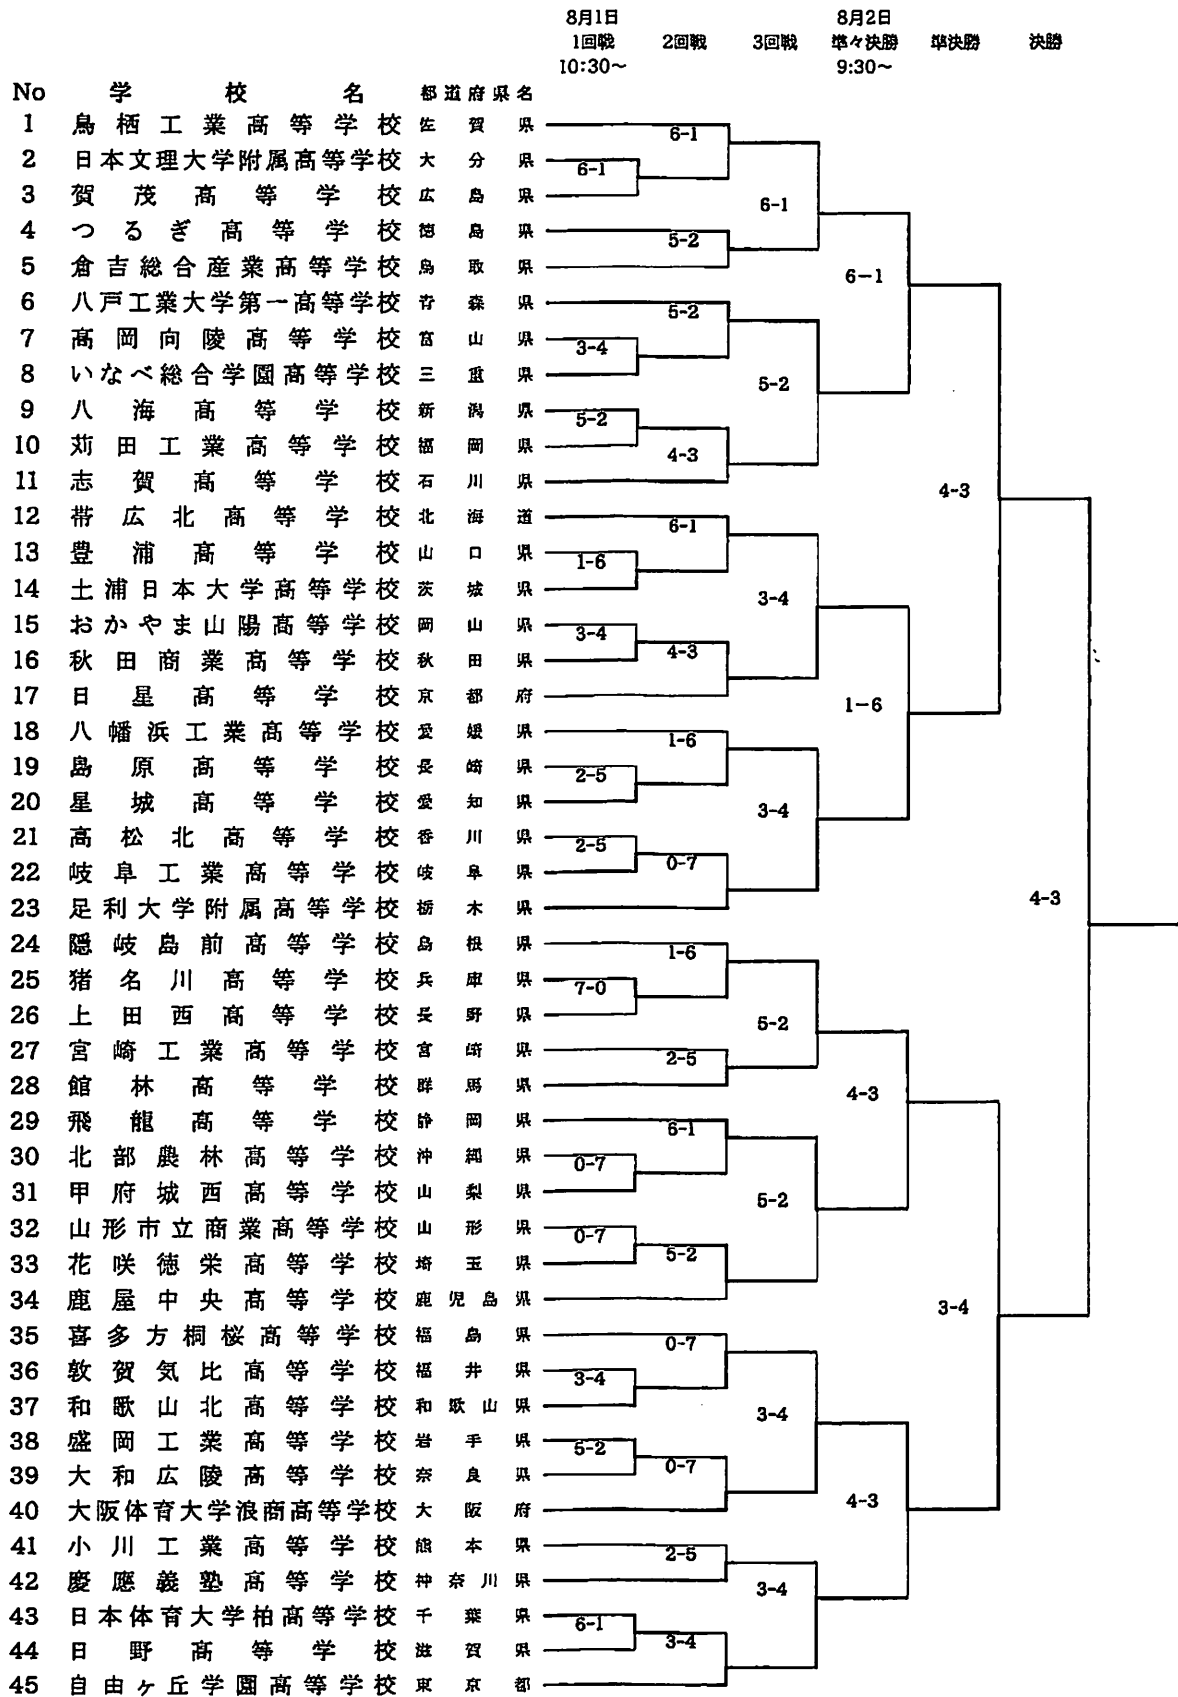 8月1日 8月2日
1回戦 2回戦 3回戦 準々決勝 準決勝 決勝
10:30～ 9:30～
No 学校名 都道府県名
1 鳥栖工業高等学校 佐賀県
6-1
2 日本文理大学附属高等学校 大分県
6-1
3 賀茂高等学校 広島県
6-1
4 つるぎ高等学校 徳島県
5-2
5 倉吉総合産業高等学校 鳥取県
6-1
6 八戸工業大学第一高等学校 青森県
5-2
7 高岡向陵高等学校 富山県
3-4
8 いなべ総合学園高等学校 三重県
5-2
9 八海高等学校 新潟県
5-2
10 苅田工業高等学校 福岡県
4-3
11 志賀高等学校 石川県
4-3
12 帯広北高等学校 北海道
6-1
13 豊浦高等学校 山口県
1-6
14 土浦日本大学高等学校 茨城県
3-4
15 おかやま山陽高等学校 岡山県
3-4
16 秋田商業高等学校 秋田県
4-3
17 日星高等学校 京都府
1-6
18 八幡浜工業高等学校 愛媛県
1-6
19 島原高等学校 長崎県
2-5
20 星城高等学校 愛知県
3-4
21 高松北高等学校 香川県
2-5
22 岐阜工業高等学校 岐阜県
0-7
23 足利大学附属高等学校 栃木県
4-3
24 隠岐島前高等学校 島根県
1-6
25 猪名川高等学校 兵庫県
7-0
26 上田西高等学校 長野県
5-2
27 宮崎工業高等学校 宮崎県
2-5
28 館林高等学校 群馬県
4-3
29 飛龍高等学校 静岡県
6-1
30 北部農林高等学校 沖縄県
0-7
31 甲府城西高等学校 山梨県
5-2
32 山形市立商業高等学校 山形県
0-7
33 花咲徳栄高等学校 埼玉県
5-2
34 鹿屋中央高等学校 鹿児島県
3-4
35 喜多方桐桜高等学校 福島県
0-7
36 敦賀気比高等学校 福井県
3-4
37 和歌山北高等学校 和歌山県
3-4
38 盛岡工業高等学校 岩手県
5-2
39 大和広陵高等学校 奈良県
0-7
40 大阪体育大学浪商高等学校 大阪府
4-3
41 小川工業高等学校 熊本県
2-5
42 慶應義塾高等学校 神奈川県
3-4
43 日本体育大学柏高等学校 千葉県
6-1
44 日野高等学校 滋賀県
3-4
45 自由ヶ丘学園高等学校 東京都